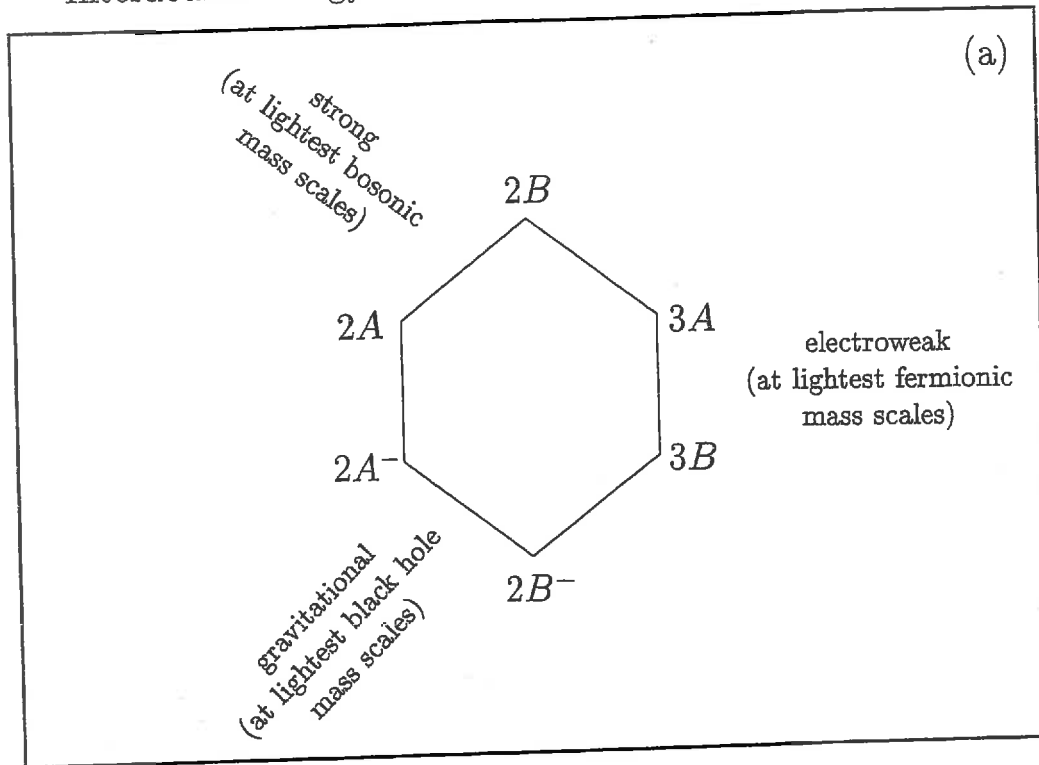 (a)
strong
(at lightest bosonic
mass scales)
2B
2A
3A
electroweak
(at lightest fermionic
mass scales)
2A−
3B
2B−
gravitational
(at lightest black hole
mass scales)